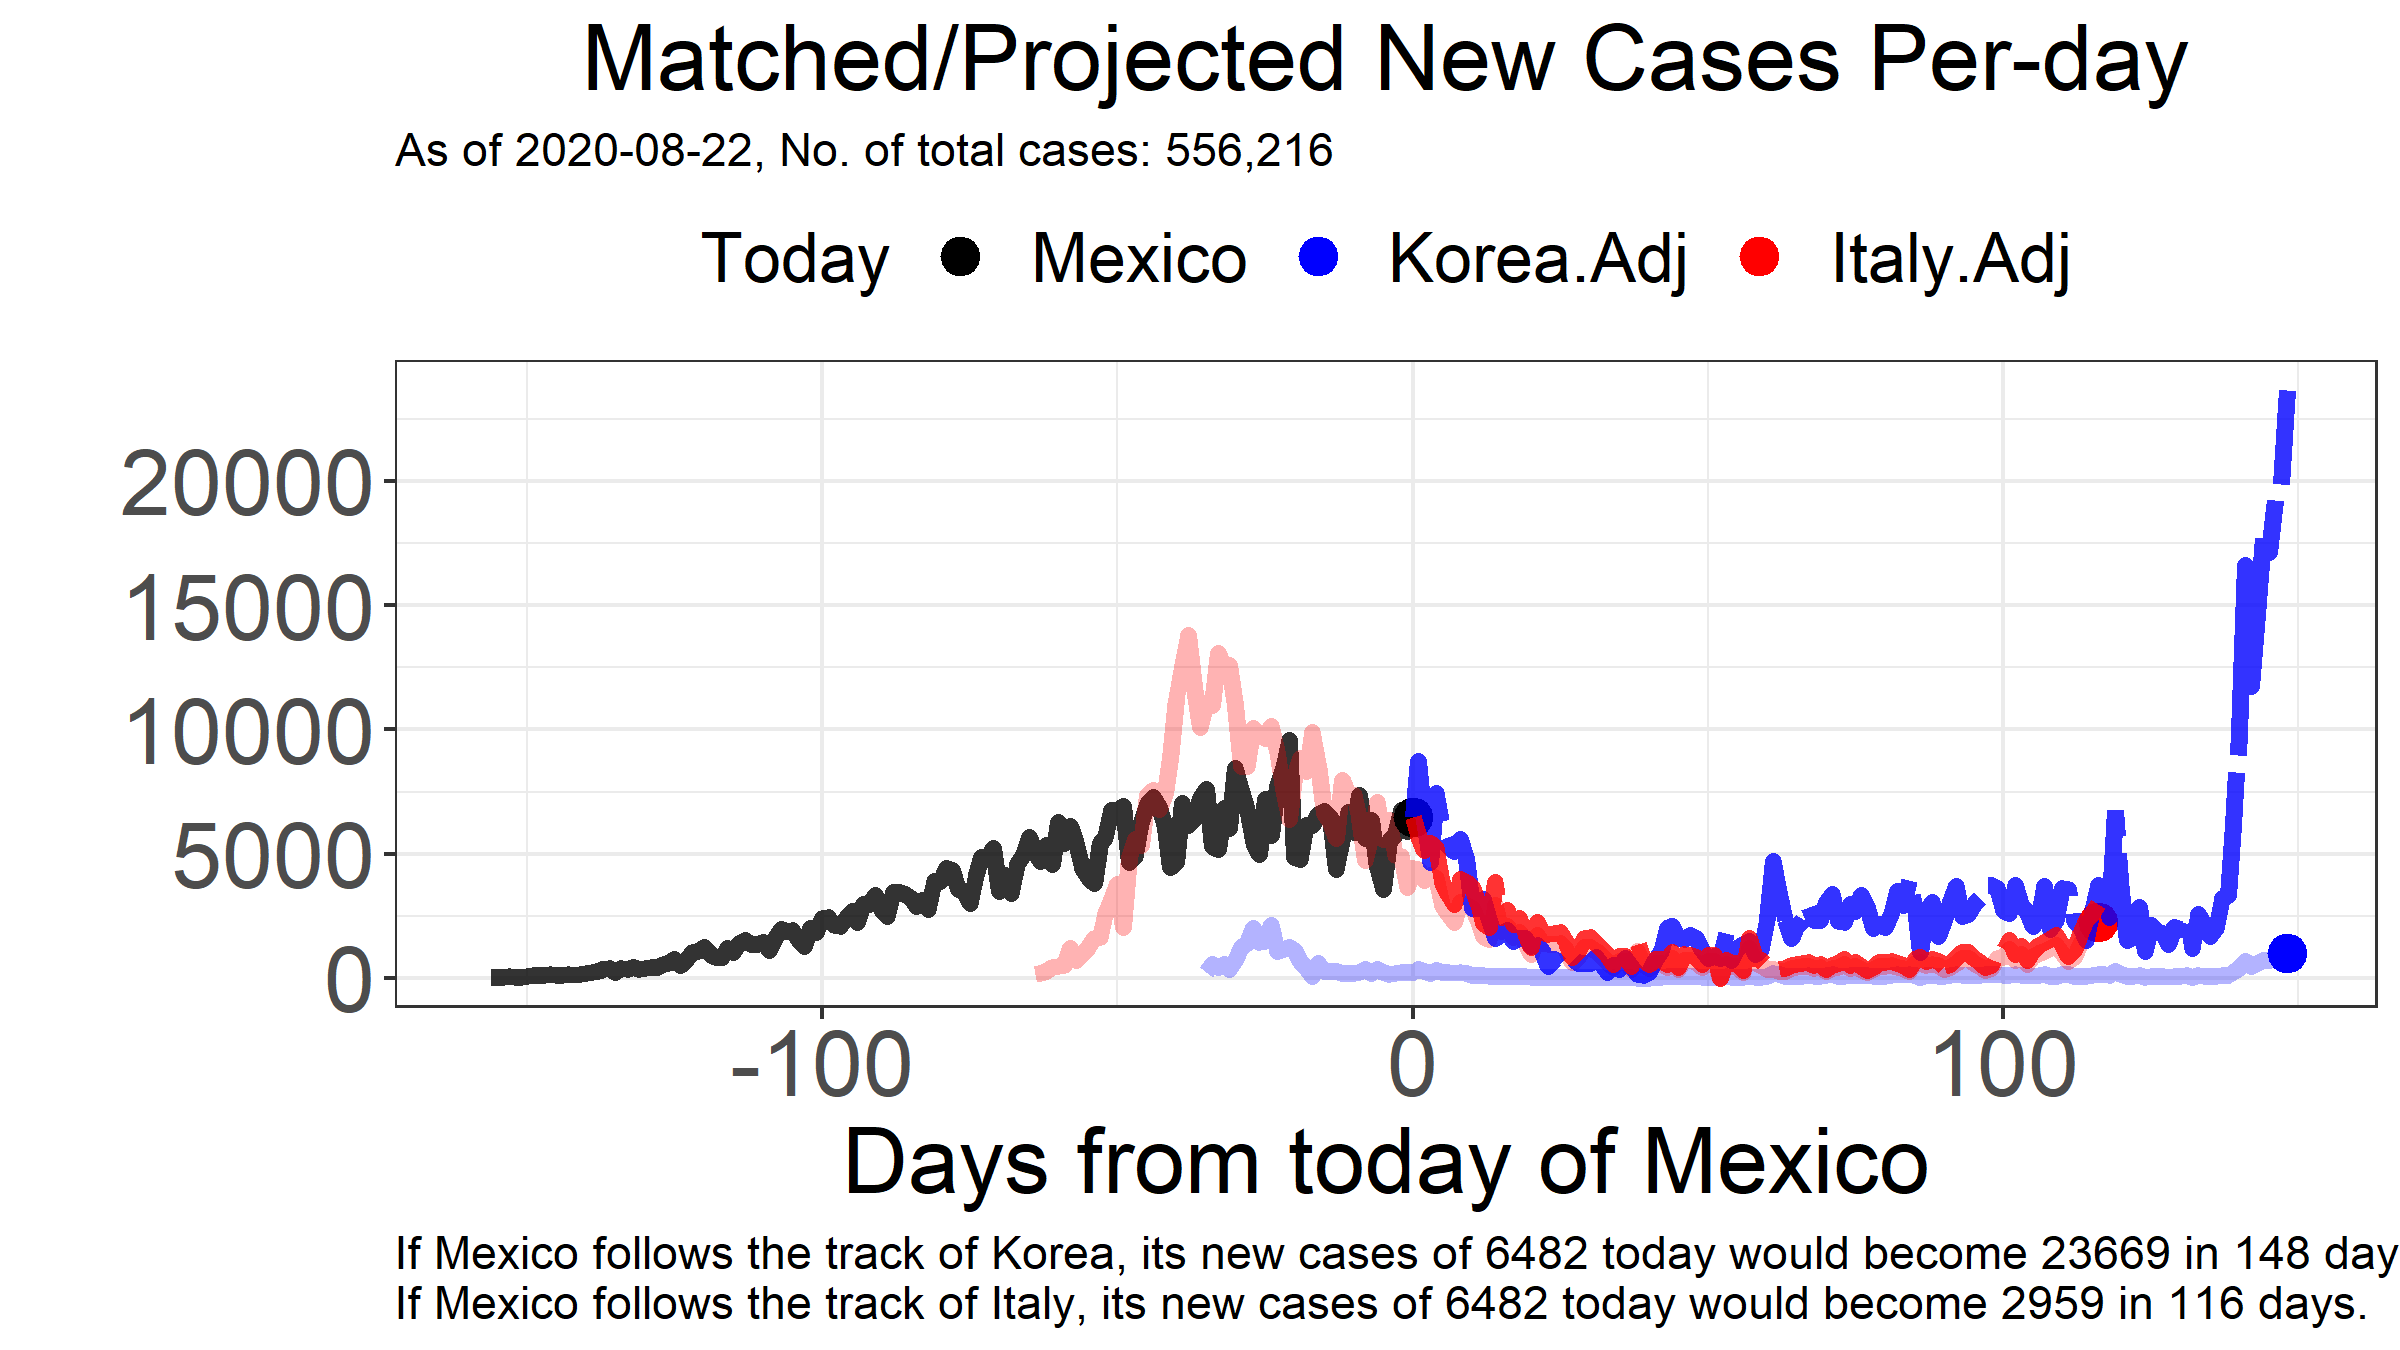 Matched/Projected New Cases Per-day
As of 2020-08-22, No. of total cases: 556,216
Today Mexico Korea.Adj Italy.Adj
20000
15000
10000
5000
0
-100 0 100
Days from today of Mexico
If Mexico follows the track of Korea, its new cases of 6482 today would become 23669 in 148 day
If Mexico follows the track of Italy, its new cases of 6482 today would become 2959 in 116 days.